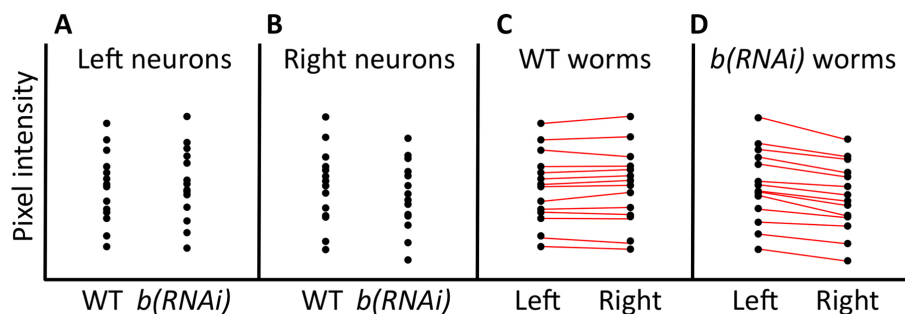 A
B
C
D
Left neurons
Right neurons
WT worms
b(RNAi) worms
Pixel intensity
WT b(RNAi)
WT b(RNAi)
Left Right
Left Right